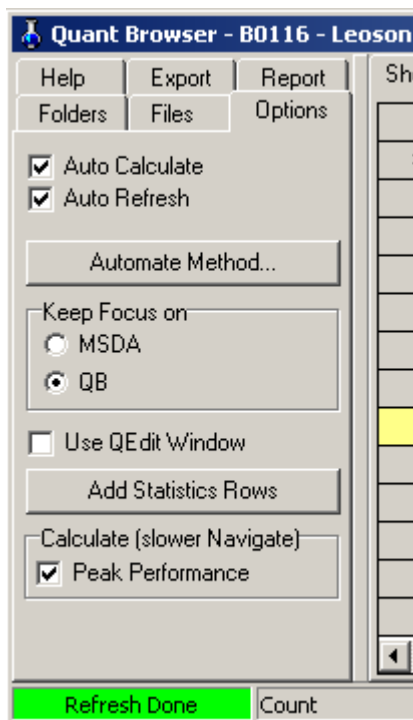 Quant Browser - B0116 - Leoson
Help Export Report
Folders Files Options
Auto Calculate
Auto Refresh
Automate Method...
Keep Focus on
MSDA
QB
Use QEdit Window
Add Statistics Rows
Calculate (slower Navigate)
Peak Performance
Refresh Done Count